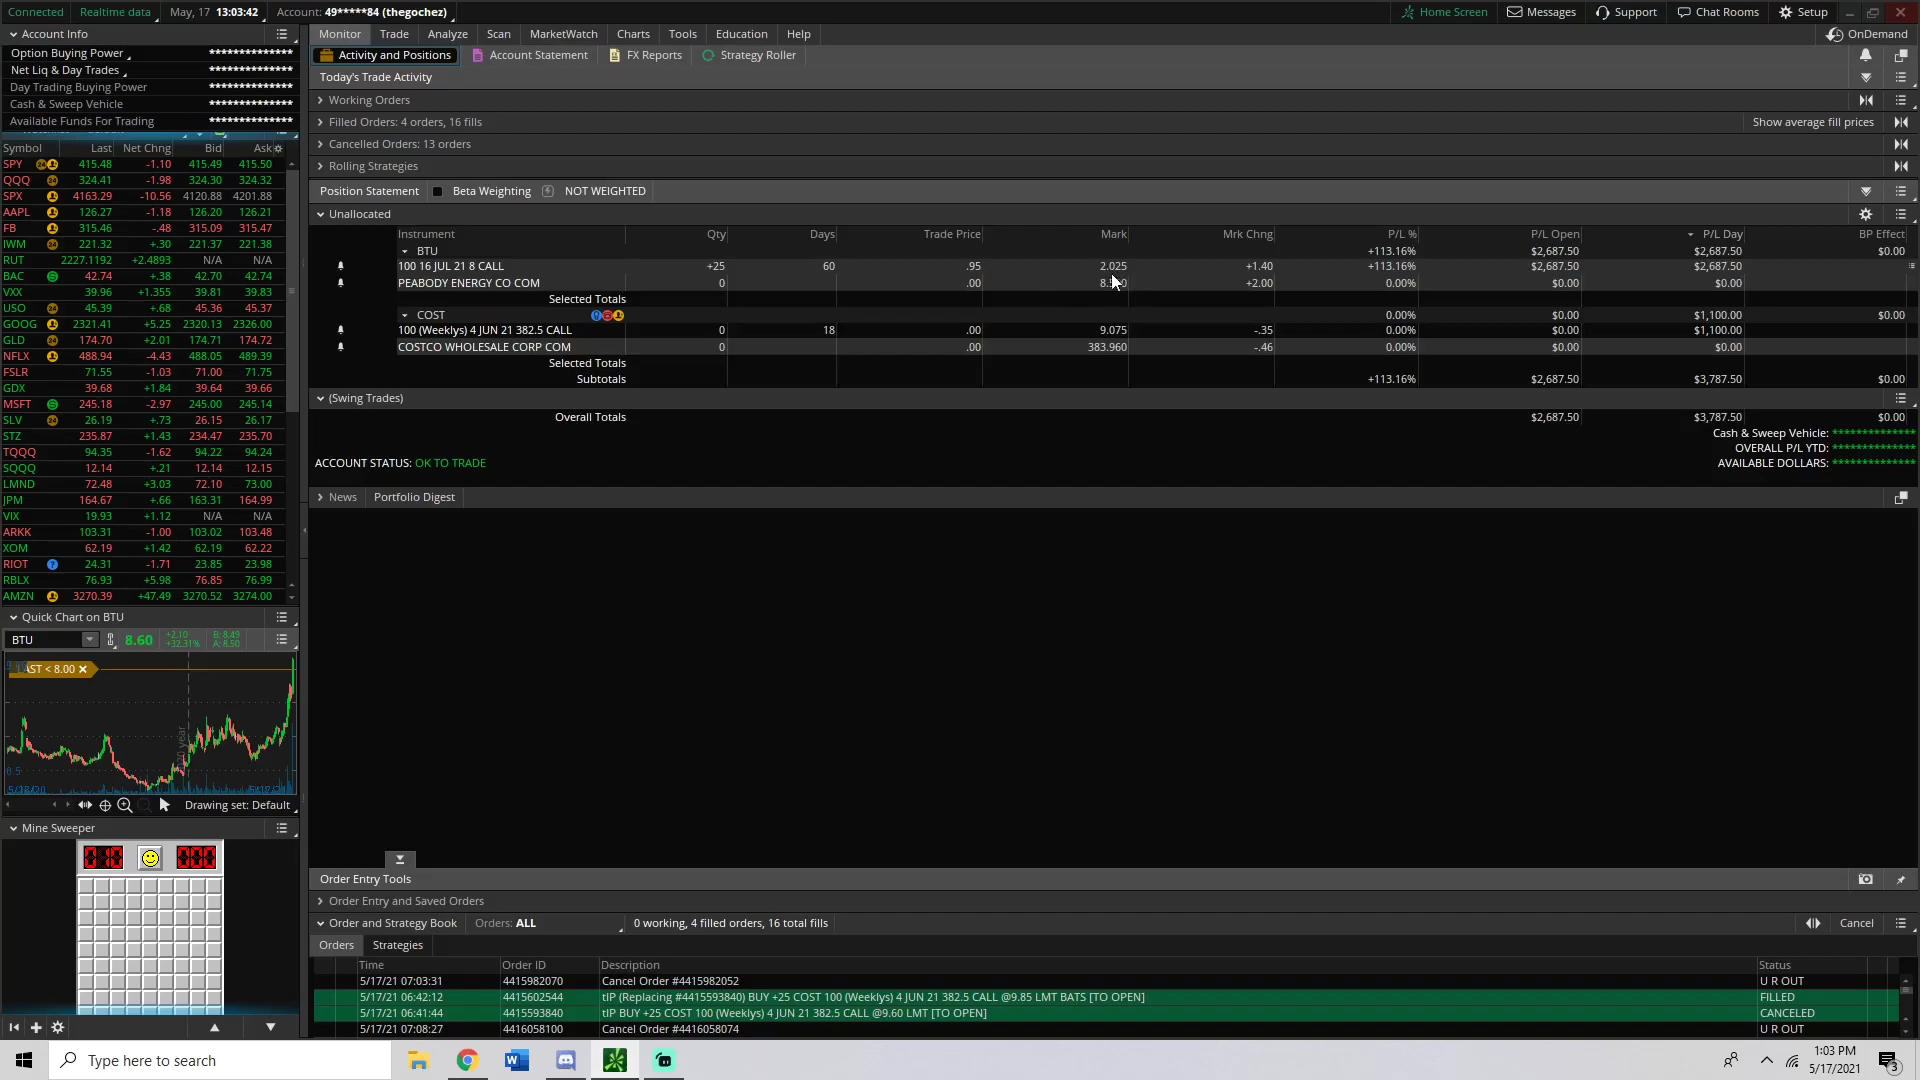 Connected Realtime data May, 17 13:03:42 Account: 49*****84 (thegochez) Home Screen Messages Support Chat Rooms Setup
Account Info
Option Buying Power **************
Net Liq & Day Trades **************
Day Trading Buying Power **************
Cash & Sweep Vehicle **************
Available Funds For Trading **************
Symbol Last Net Chng Bid Ask
SPY 415.48 -1.10 415.49 415.50
QQQ 324.41 -1.98 324.30 324.32
SPX 4163.29 -10.56 4120.88 4201.88
AAPL 126.27 -1.18 126.20 126.21
FB 315.46 -.48 315.09 315.47
IWM 221.32 +.30 221.37 221.38
RUT 2227.1192 +2.4893 N/A N/A
BAC 42.74 +.38 42.70 42.74
VXX 39.96 +1.355 39.81 39.83
USO 45.39 +.68 45.36 45.37
GOOG 2321.41 +5.25 2320.13 2326.00
GLD 174.70 +2.01 174.71 174.72
NFLX 488.94 -4.43 488.05 489.39
FSLR 71.55 -1.03 71.00 71.75
GDX 39.68 +1.84 39.64 39.66
MSFT 245.18 -2.97 245.00 245.14
SLV 26.19 +.73 26.15 26.17
STZ 235.87 +1.43 234.47 235.70
TQQQ 94.35 -1.62 94.22 94.24
SQQQ 12.14 +.21 12.14 12.15
LMND 72.48 +3.03 72.10 73.00
JPM 164.67 +.66 163.31 164.99
VIX 19.93 +1.12 N/A N/A
ARKK 103.31 -1.00 103.02 103.48
XOM 62.19 +1.42 62.19 62.22
RIOT 24.31 -1.71 23.85 23.98
RBLX 76.93 +5.98 76.85 76.99
AMZN 3270.39 +47.49 3270.52 3274.00
Quick Chart on BTU
BTU 8.60 +2.10 +32.31% B: 8.49 A: 8.50
LAST < 8.00
Drawing set: Default
Mine Sweeper
010 000
Monitor Trade Analyze Scan MarketWatch Charts Tools Education Help OnDemand
Activity and Positions Account Statement FX Reports Strategy Roller
Today's Trade Activity
Working Orders
Filled Orders: 4 orders, 16 fills Show average fill prices
Cancelled Orders: 13 orders
Rolling Strategies
Position Statement Beta Weighting NOT WEIGHTED
Unallocated
Instrument Qty Days Trade Price Mark Mrk Chng P/L % P/L Open P/L Day BP Effect
BTU +113.16% $2,687.50 $2,687.50 $0.00
100 16 JUL 21 8 CALL +25 60 .95 2.025 +1.40 +113.16% $2,687.50 $2,687.50
PEABODY ENERGY CO COM 0 .00 +2.00 0.00% $0.00 $0.00
Selected Totals
COST 0.00% $0.00 $1,100.00 $0.00
100 (Weeklys) 4 JUN 21 382.5 CALL 0 18 .00 9.075 -.35 0.00% $0.00 $1,100.00
COSTCO WHOLESALE CORP COM 0 .00 383.960 -.46 0.00% $0.00 $0.00
Selected Totals
Subtotals +113.16% $2,687.50 $3,787.50 $0.00
(Swing Trades)
Overall Totals $2,687.50 $3,787.50 $0.00
Cash & Sweep Vehicle: **************
OVERALL P/L YTD: **************
ACCOUNT STATUS: OK TO TRADE AVAILABLE DOLLARS: **************
News Portfolio Digest
Order Entry Tools
Order Entry and Saved Orders
Order and Strategy Book Orders: ALL 0 working, 4 filled orders, 16 total fills Cancel
Orders Strategies
Time Order ID Description Status
5/17/21 07:03:31 4415982070 Cancel Order #4415982052 U R OUT
5/17/21 06:42:12 4415602544 tIP (Replacing #4415593840) BUY +25 COST 100 (Weeklys) 4 JUN 21 382.5 CALL @9.85 LMT BATS [TO OPEN] FILLED
5/17/21 06:41:44 4415593840 tIP BUY +25 COST 100 (Weeklys) 4 JUN 21 382.5 CALL @9.60 LMT [TO OPEN] CANCELED
5/17/21 07:08:27 4416058100 Cancel Order #4416058074 U R OUT
Type here to search
1:03 PM
5/17/2021
3